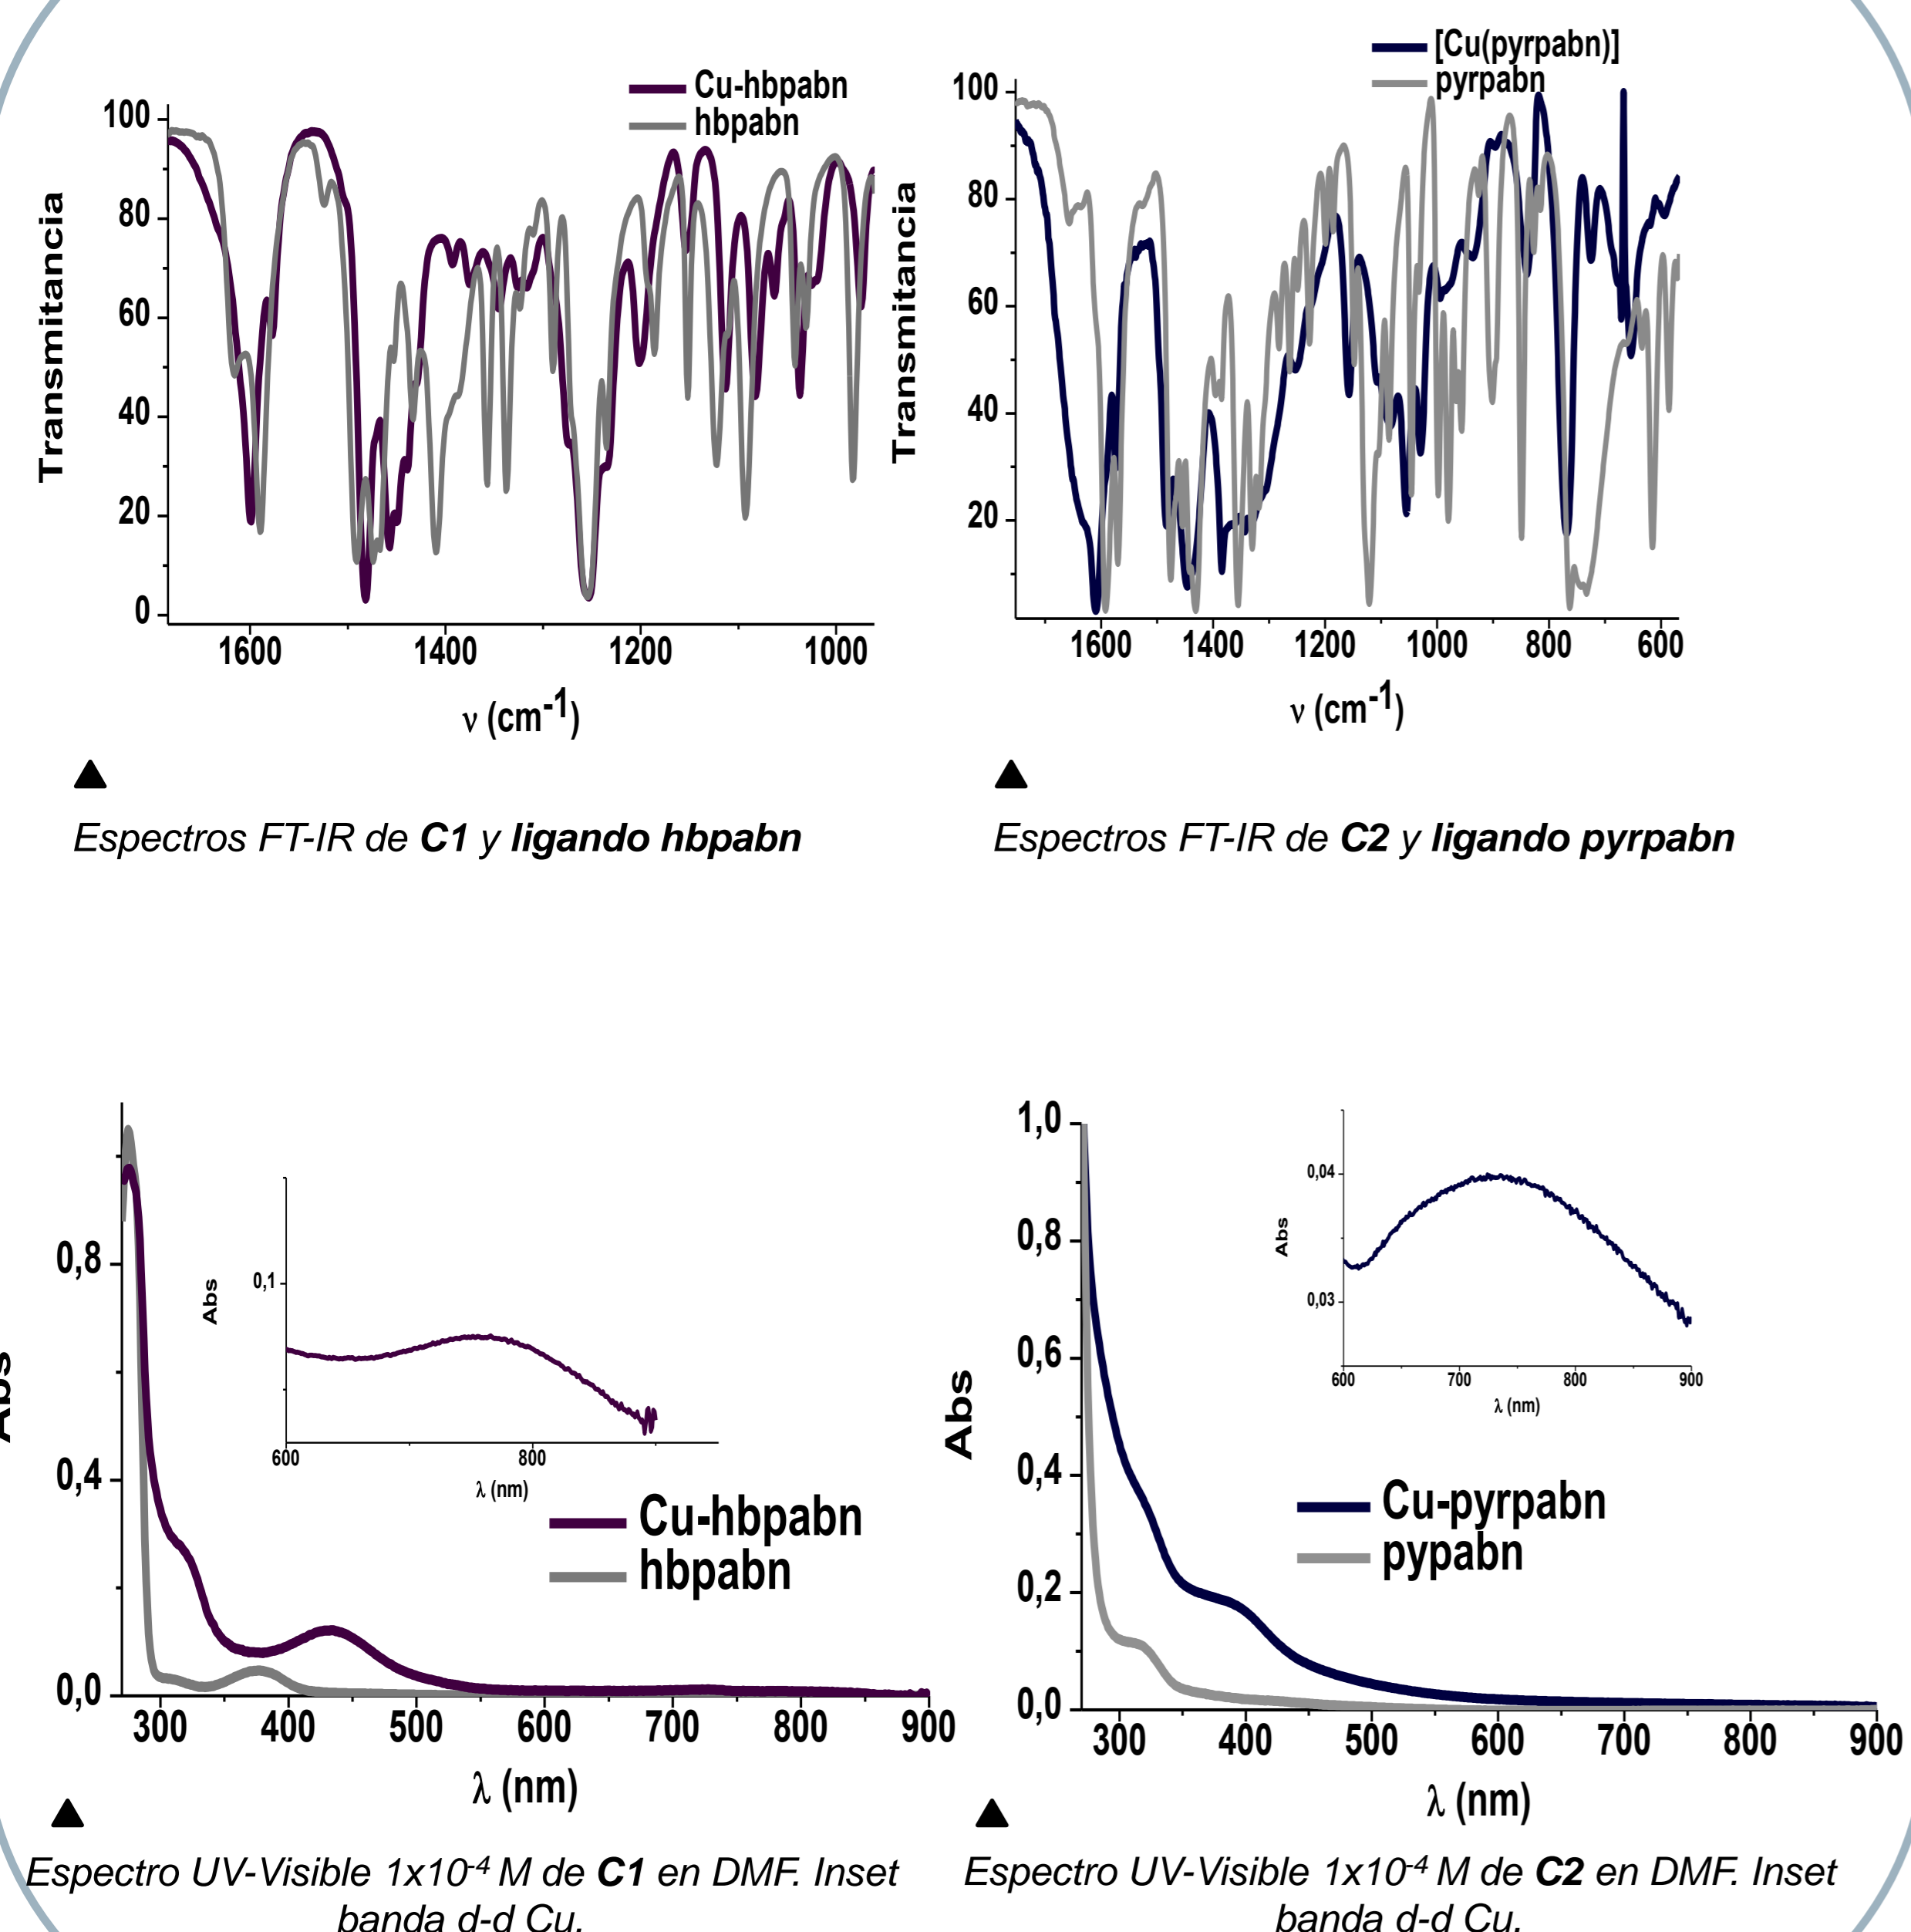 Cu-hbpabn
hbpabn
100
80
60
40
20
0
Transmitancia
1600
1400
1200
1000
ν (cm-1)
[Cu(pyrpabn)]
pyrpabn
100
80
60
40
20
Transmitancia
1600
1400
1200
1000
800
600
ν (cm-1)
Espectros FT-IR de C1 y ligando hbpabn
Espectros FT-IR de C2 y ligando pyrpabn
0,8
0,4
0,0
Abs
300
400
500
600
700
800
900
λ (nm)
Abs
0,1
600
800
λ (nm)
Cu-hbpabn
hbpabn
1,0
0,8
0,6
0,4
0,2
0,0
Abs
300
400
500
600
700
800
900
λ (nm)
Abs
0,04
0,03
600
700
800
900
λ (nm)
Cu-pyrpabn
pypabn
Espectro UV-Visible 1x10-4 M de C1 en DMF. Inset
banda d-d Cu.
Espectro UV-Visible 1x10-4 M de C2 en DMF. Inset
banda d-d Cu.